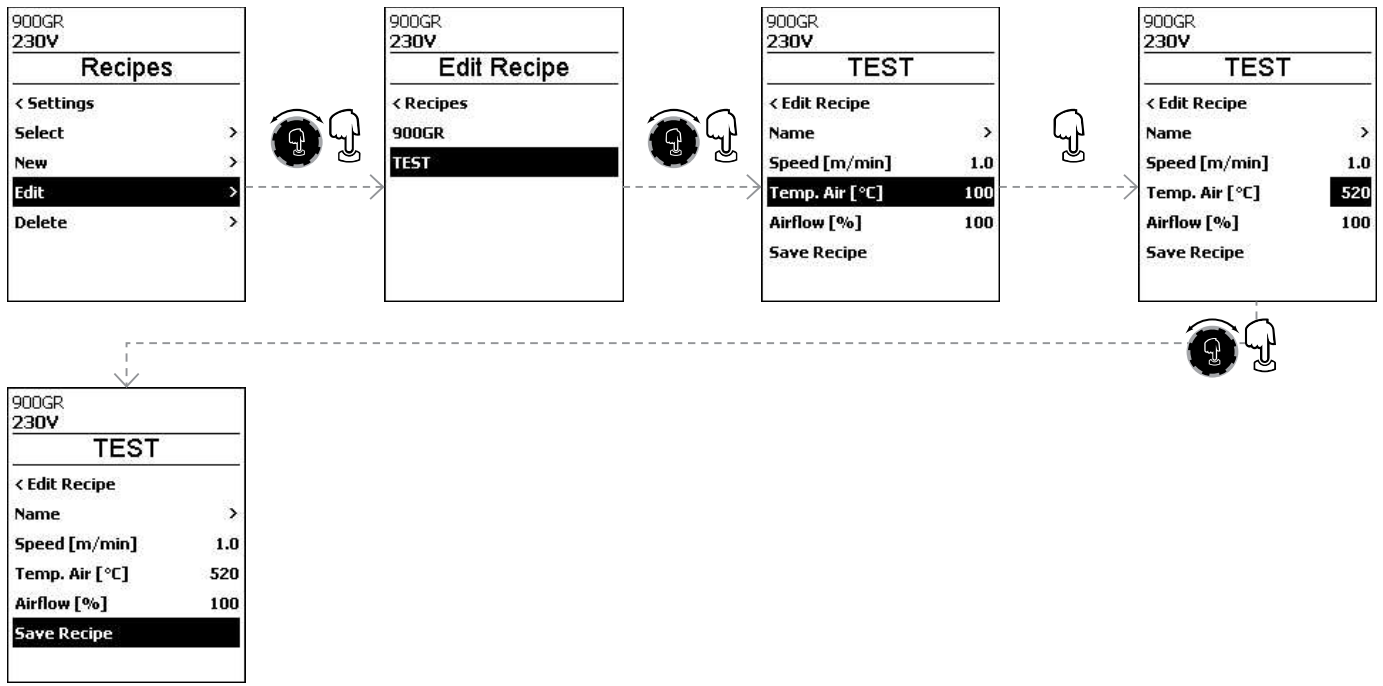 900GR
230V
Recipes
< Settings
Select >
New >
Edit >
Delete >
900GR
230V
Edit Recipe
< Recipes
900GR
TEST
900GR
230V
TEST
< Edit Recipe
Name >
Speed [m/min] 1.0
Temp. Air [°C] 100
Airflow [%] 100
Save Recipe
900GR
230V
TEST
< Edit Recipe
Name >
Speed [m/min] 1.0
Temp. Air [°C] 520
Airflow [%] 100
Save Recipe
900GR
230V
TEST
< Edit Recipe
Name >
Speed [m/min] 1.0
Temp. Air [°C] 520
Airflow [%] 100
Save Recipe